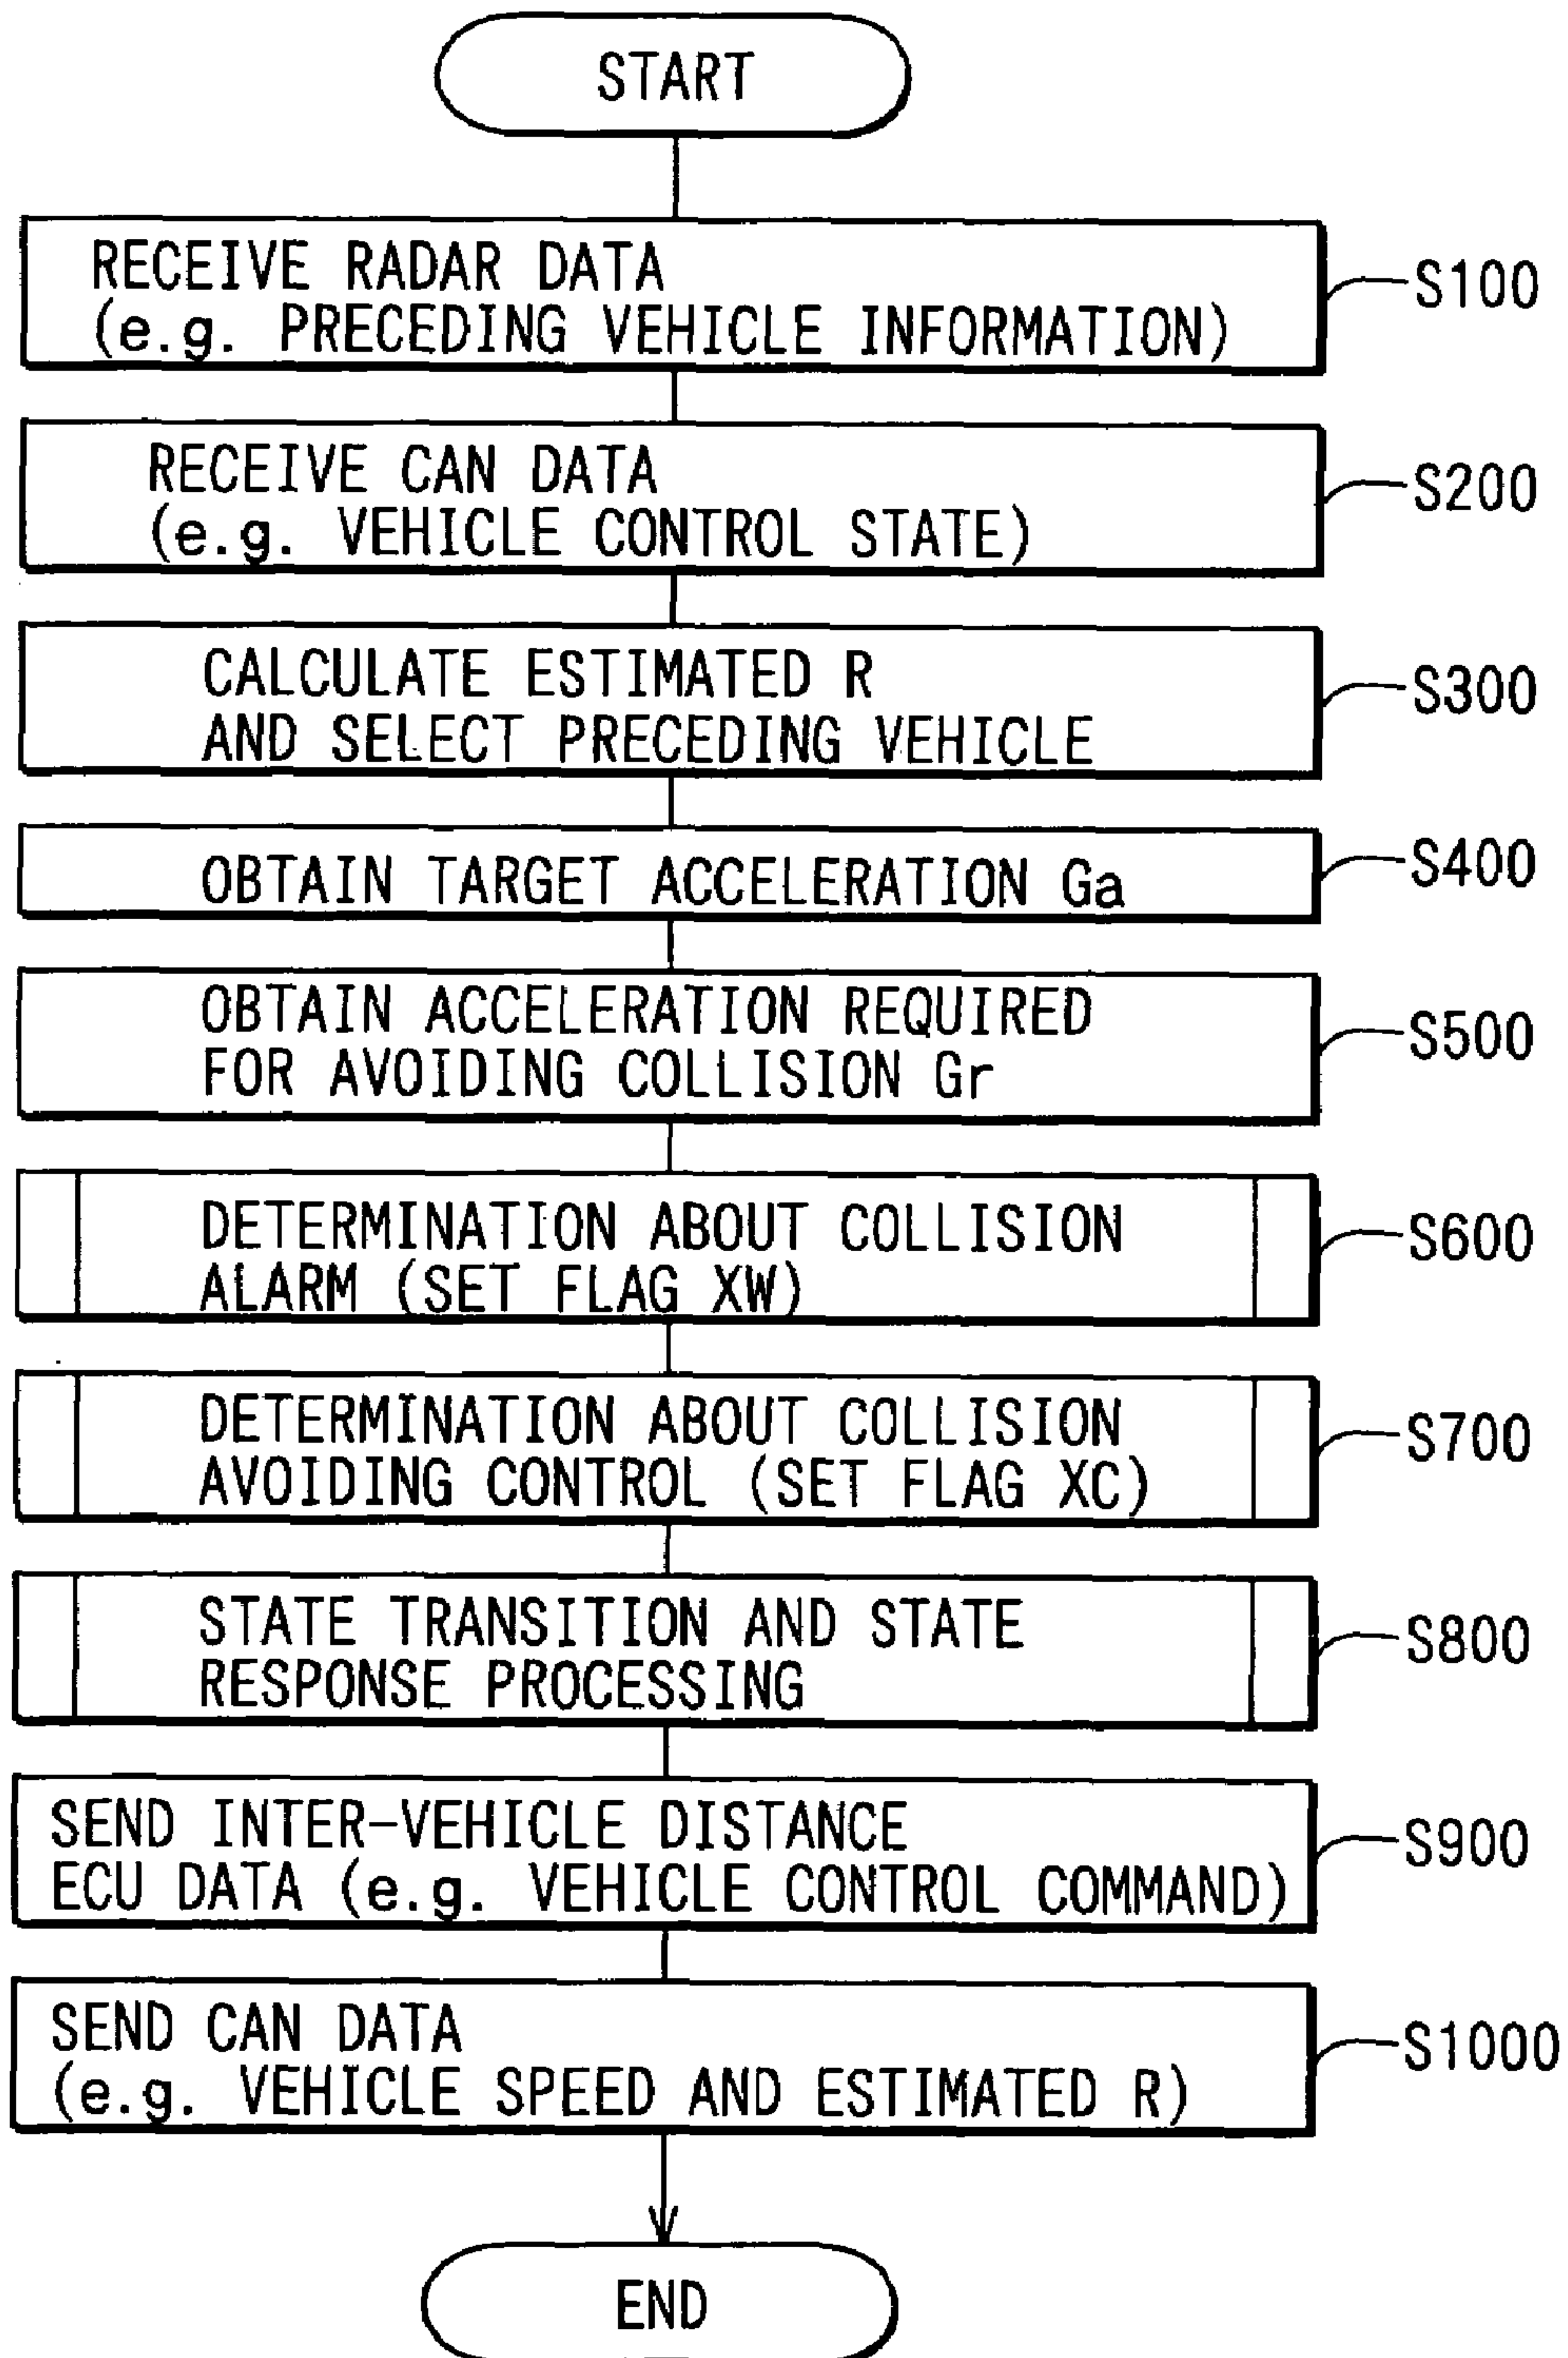 START
RECEIVE RADAR DATA
(e.g. PRECEDING VEHICLE INFORMATION)
S100
RECEIVE CAN DATA
(e.g. VEHICLE CONTROL STATE)
S200
CALCULATE ESTIMATED R
AND SELECT PRECEDING VEHICLE
S300
OBTAIN TARGET ACCELERATION Ga
S400
OBTAIN ACCELERATION REQUIRED
FOR AVOIDING COLLISION Gr
S500
DETERMINATION ABOUT COLLISION
ALARM (SET FLAG XW)
S600
DETERMINATION ABOUT COLLISION
AVOIDING CONTROL (SET FLAG XC)
S700
STATE TRANSITION AND STATE
RESPONSE PROCESSING
S800
SEND INTER-VEHICLE DISTANCE
ECU DATA (e.g. VEHICLE CONTROL COMMAND)
S900
SEND CAN DATA
(e.g. VEHICLE SPEED AND ESTIMATED R)
S1000
END